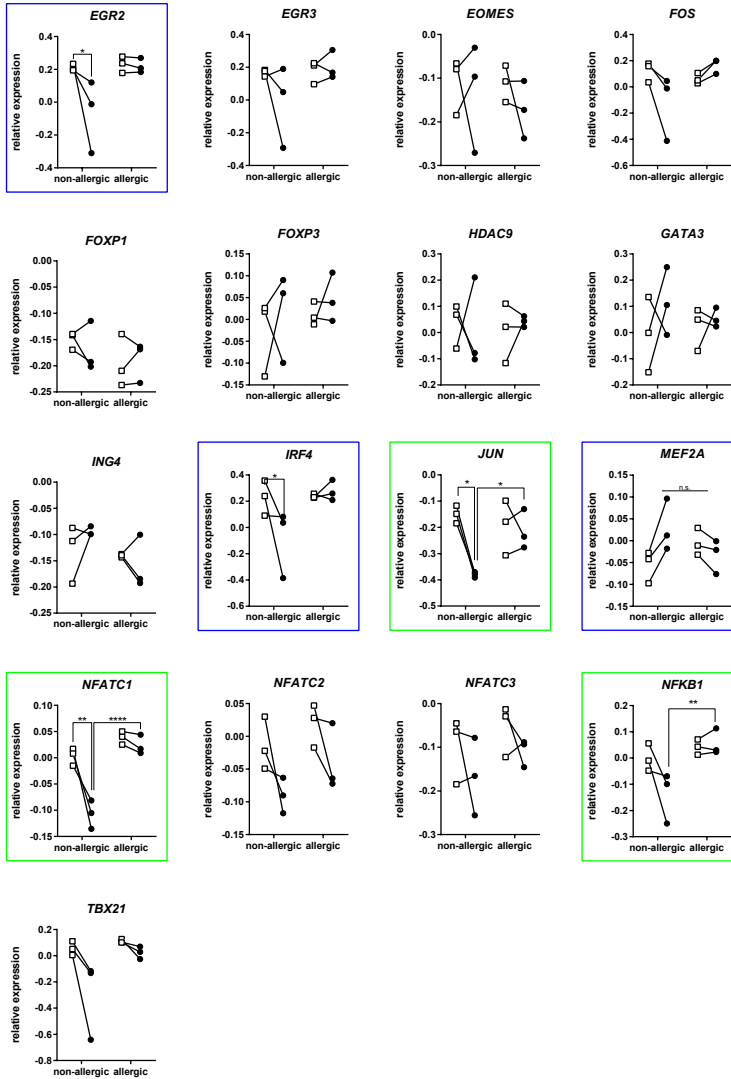 EGR2
0.4
0.2
0.0
-0.2
-0.4
relative expression
*
non-allergic allergic
EGR3
0.4
0.2
0.0
-0.2
-0.4
relative expression
non-allergic allergic
EOMES
0.0
-0.1
-0.2
-0.3
relative expression
non-allergic allergic
FOS
0.4
0.2
0.0
-0.2
-0.4
-0.6
relative expression
non-allergic allergic
FOXP1
0.00
-0.05
-0.10
-0.15
-0.20
-0.25
relative expression
non-allergic allergic
FOXP3
0.15
0.10
0.05
0.00
-0.05
-0.10
-0.15
relative expression
non-allergic allergic
HDAC9
0.3
0.2
0.1
0.0
-0.1
-0.2
relative expression
non-allergic allergic
GATA3
0.3
0.2
0.1
0.0
-0.1
-0.2
relative expression
non-allergic allergic
ING4
0.00
-0.05
-0.10
-0.15
-0.20
-0.25
relative expression
non-allergic allergic
IRF4
0.4
0.2
0.0
-0.2
-0.4
-0.6
relative expression
*
non-allergic allergic
JUN
0.0
-0.1
-0.2
-0.3
-0.4
-0.5
relative expression
* *
non-allergic allergic
MEF2A
0.15
0.10
0.05
0.00
-0.05
-0.10
-0.15
relative expression
n.s.
non-allergic allergic
NFATC1
0.10
0.05
0.00
-0.05
-0.10
-0.15
relative expression
** ****
non-allergic allergic
NFATC2
0.05
0.00
-0.05
-0.10
-0.15
relative expression
non-allergic allergic
NFATC3
0.0
-0.1
-0.2
-0.3
relative expression
non-allergic allergic
NFKB1
0.2
0.1
0.0
-0.1
-0.2
-0.3
relative expression
**
non-allergic allergic
TBX21
0.2
0.0
-0.2
-0.4
-0.6
-0.8
relative expression
non-allergic allergic